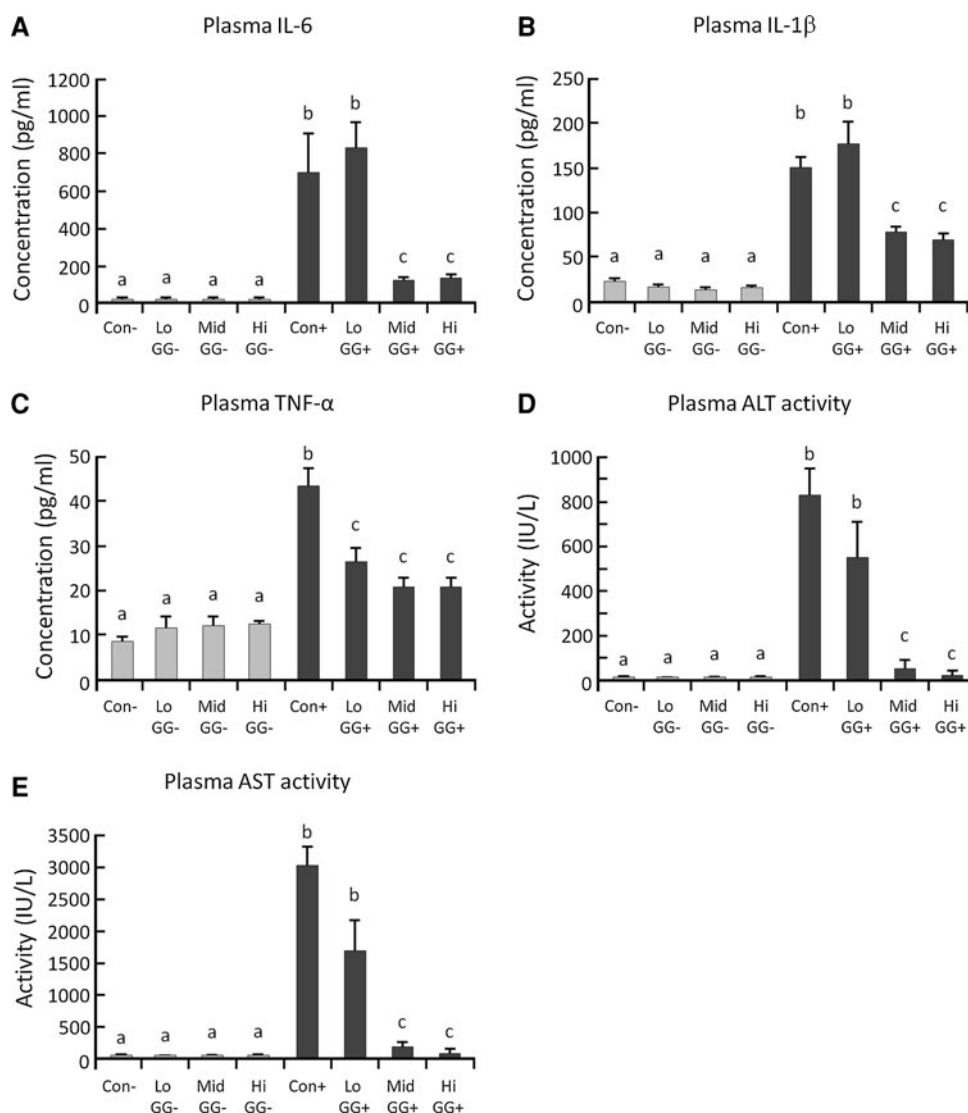 A
Plasma IL-6
Concentration (pg/ml)
1200
1000
800
600
400
200
0
a a a a b b c c
Con- Lo Mid Hi Con+ Lo Mid Hi
GG- GG- GG- GG+ GG+ GG+
B
Plasma IL-1β
Concentration (pg/ml)
250
200
150
100
50
0
a a a a b b c c
Con- Lo Mid Hi Con+ Lo Mid Hi
GG- GG- GG- GG+ GG+ GG+
C
Plasma TNF-α
Concentration (pg/ml)
50
40
30
20
10
0
a a a a b c c c
Con- Lo Mid Hi Con+ Lo Mid Hi
GG- GG- GG- GG+ GG+ GG+
D
Plasma ALT activity
Activity (IU/L)
1000
800
600
400
200
0
a a a a b b c c
Con- Lo Mid Hi Con+ Lo Mid Hi
GG- GG- GG- GG+ GG+ GG+
E
Plasma AST activity
Activity (IU/L)
3500
3000
2500
2000
1500
1000
500
0
a a a a b b c c
Con- Lo Mid Hi Con+ Lo Mid Hi
GG- GG- GG- GG+ GG+ GG+